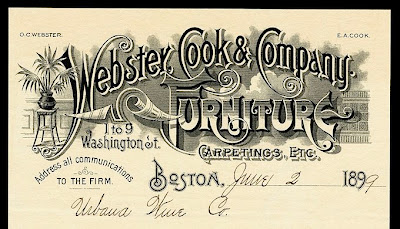 O.C. WEBSTER. E.A. COOK.
Webster, Cook & Company.
FURNITURE
1 to 9
Washington St.
CARPETINGS, ETC.
Address all communications
TO THE FIRM.
BOSTON, June 2 1899
Urbana Wine Co.